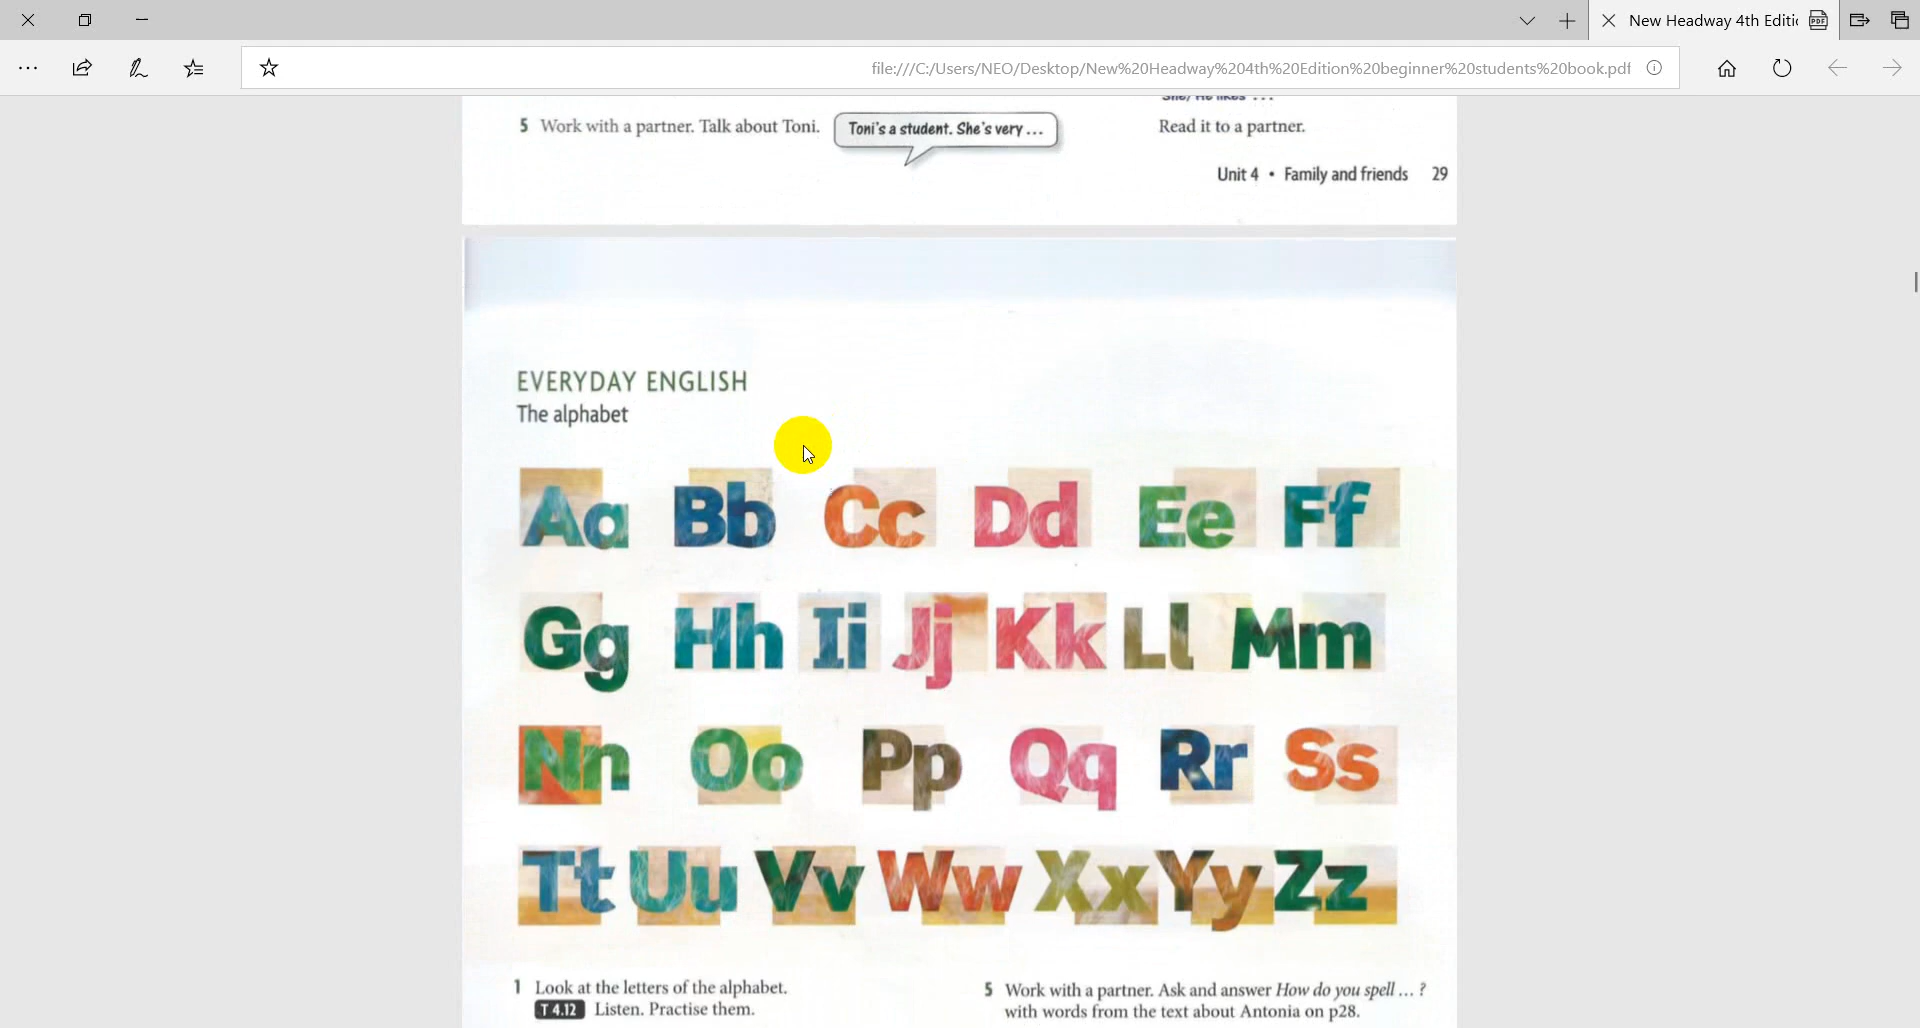 New Headway 4th Editic
PDF
file:///C:/Users/NEO/Desktop/New%20Headway%204th%20Edition%20beginner%20students%20book.pdf
She/ He likes ...
5 Work with a partner. Talk about Toni.
Toni's a student. She's very ...
Read it to a partner.
Unit 4 • Family and friends 29
EVERYDAY ENGLISH
The alphabet
Aa Bb Cc Dd Ee Ff
Gg Hh Ii Jj Kk Ll Mm
Nn Oo Pp Qq Rr Ss
Tt Uu Vv Ww Xx Yy Zz
1 Look at the letters of the alphabet.
T 4.12 Listen. Practise them.
5 Work with a partner. Ask and answer How do you spell ... ?
with words from the text about Antonia on p28.